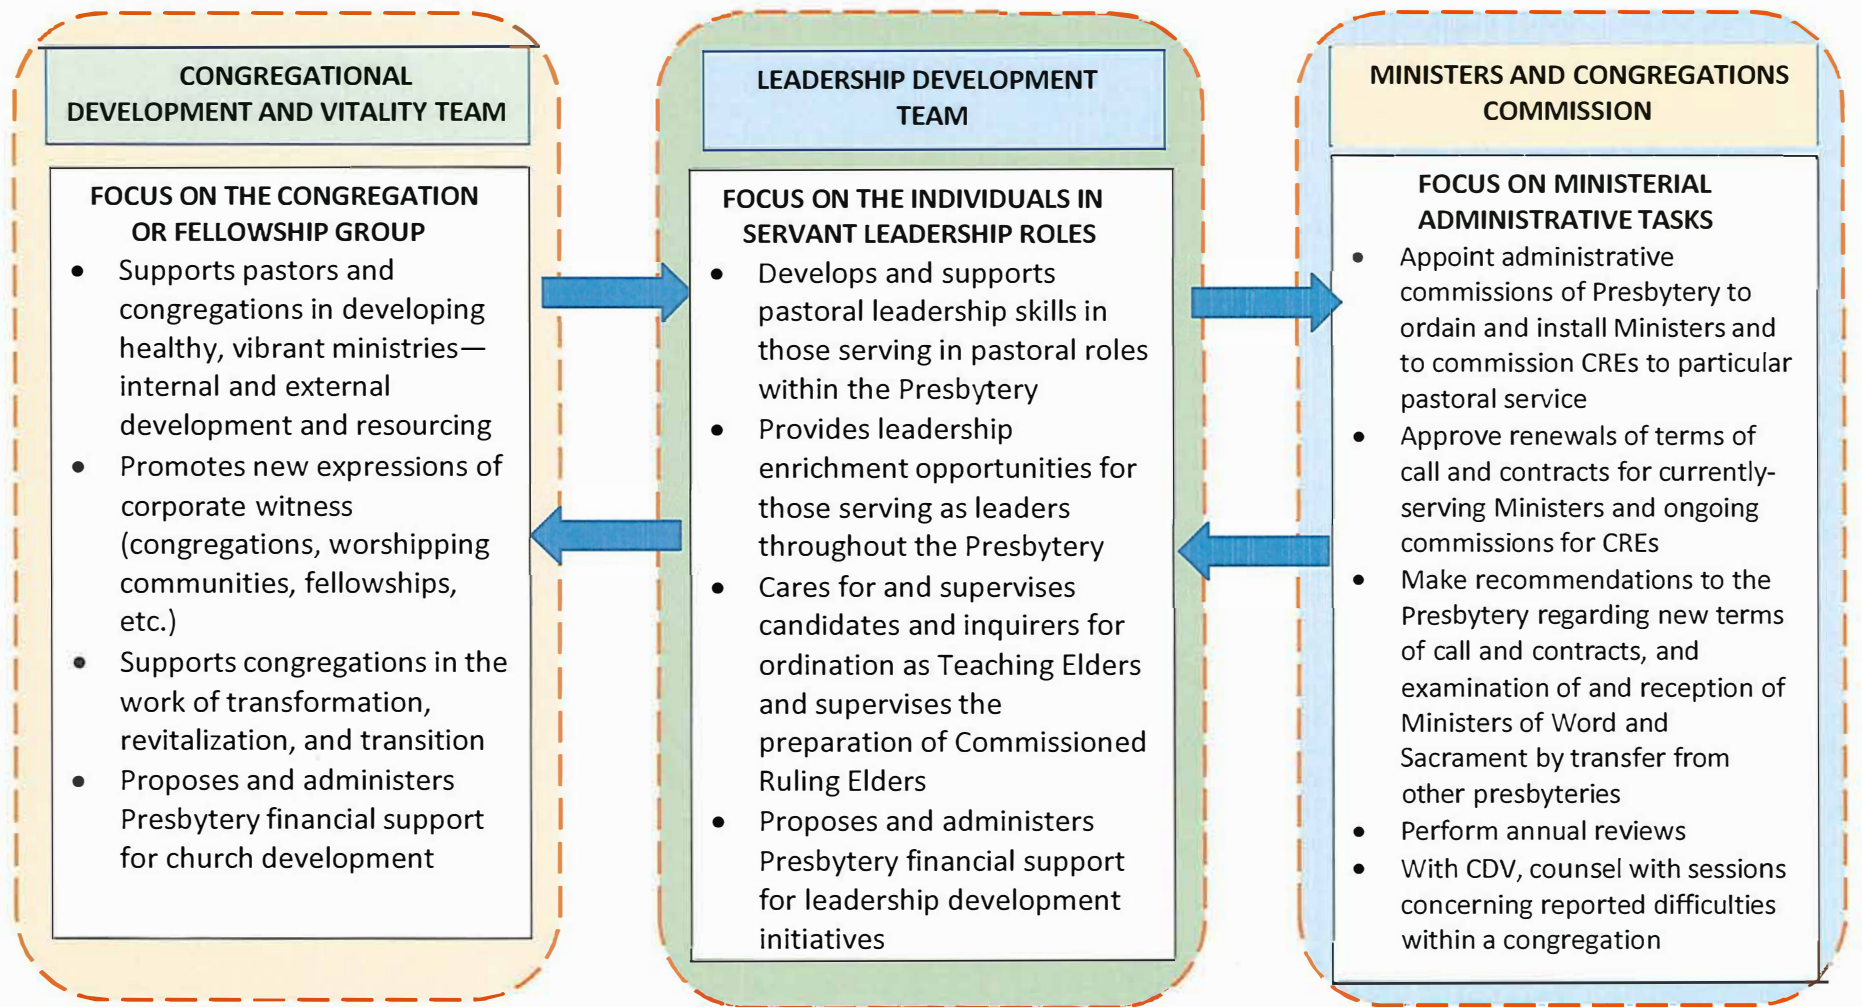 CONGREGATIONAL
DEVELOPMENT AND VITALITY TEAM
FOCUS ON THE CONGREGATION
OR FELLOWSHIP GROUP
• Supports pastors and
congregations in developing
healthy, vibrant ministries—
internal and external
development and resourcing
• Promotes new expressions of
corporate witness
(congregations, worshipping
communities, fellowships,
etc.)
• Supports congregations in the
work of transformation,
revitalization, and transition
• Proposes and administers
Presbytery financial support
for church development
LEADERSHIP DEVELOPMENT
TEAM
FOCUS ON THE INDIVIDUALS IN
SERVANT LEADERSHIP ROLES
• Develops and supports
pastoral leadership skills in
those serving in pastoral roles
within the Presbytery
• Provides leadership
enrichment opportunities for
those serving as leaders
throughout the Presbytery
• Cares for and supervises
candidates and inquirers for
ordination as Teaching Elders
and supervises the
preparation of Commissioned
Ruling Elders
• Proposes and administers
Presbytery financial support
for leadership development
initiatives
MINISTERS AND CONGREGATIONS
COMMISSION
FOCUS ON MINISTERIAL
ADMINISTRATIVE TASKS
• Appoint administrative
commissions of Presbytery to
ordain and install Ministers and
to commission CREs to particular
pastoral service
• Approve renewals of terms of
call and contracts for currently-
serving Ministers and ongoing
commissions for CREs
• Make recommendations to the
Presbytery regarding new terms
of call and contracts, and
examination of and reception of
Ministers of Word and
Sacrament by transfer from
other presbyteries
• Perform annual reviews
• With CDV, counsel with sessions
concerning reported difficulties
within a congregation